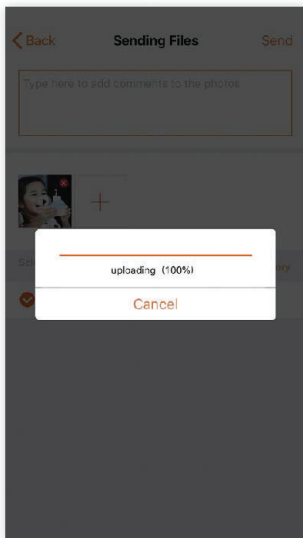 Back Sending Files Send
Type here to add comments to the photos
uploading (100%)
Cancel